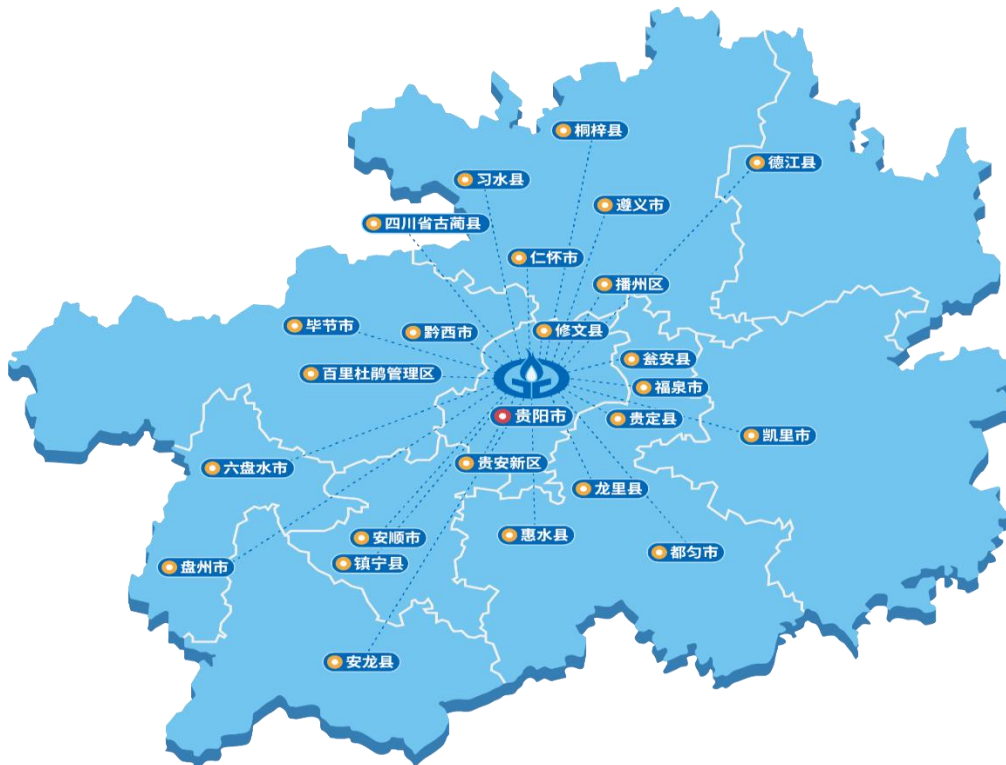 桐梓县
德江县
习水县
遵义市
四川省古蔺县
仁怀市
播州区
毕节市
黔西市
修文县
瓮安县
百里杜鹃管理区
福泉市
贵阳市
贵定县
凯里市
贵安新区
六盘水市
龙里县
惠水县
安顺市
都匀市
镇宁县
盘州市
安龙县